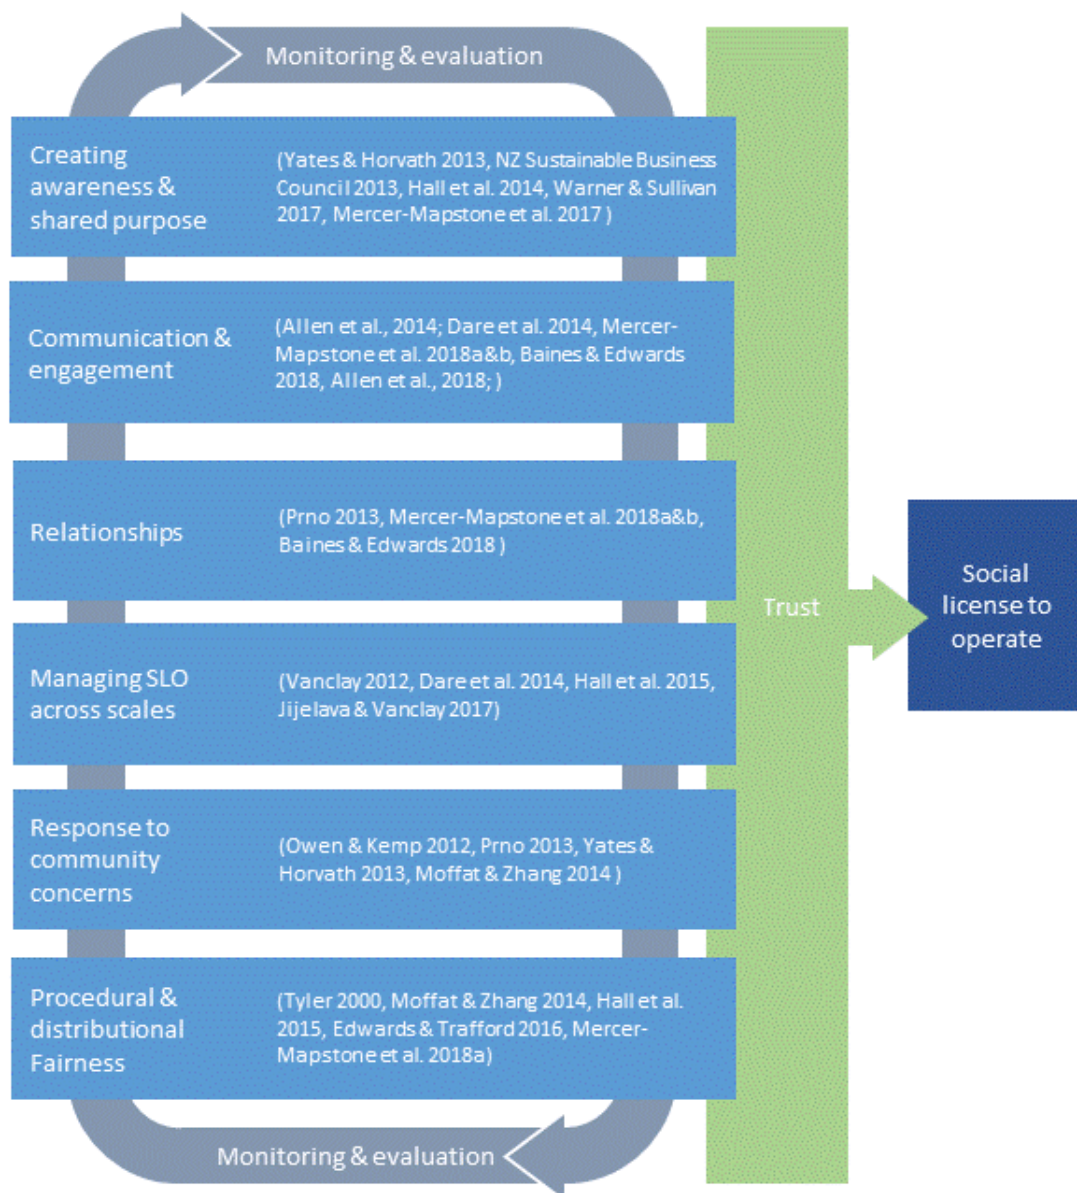 Monitoring & evaluation
Creating
awareness &
shared purpose
(Yates & Horvath 2013, NZ Sustainable Business
Council 2013, Hall et al. 2014, Warner & Sullivan
2017, Mercer-Mapstone et al. 2017 )
Communication &
engagement
(Allen et al., 2014; Dare et al. 2014, Mercer-
Mapstone et al. 2018a&b, Baines & Edwards
2018, Allen et al., 2018; )
Relationships
(Prno 2013, Mercer-Mapstone et al. 2018a&b,
Baines & Edwards 2018 )
Managing SLO
across scales
(Vanclay 2012, Dare et al. 2014, Hall et al. 2015,
Jijelava & Vanclay 2017)
Response to
community
concerns
(Owen & Kemp 2012, Prno 2013, Yates &
Horvath 2013, Moffat & Zhang 2014 )
Procedural &
distributional
Fairness
(Tyler 2000, Moffat & Zhang 2014, Hall et al.
2015, Edwards & Trafford 2016, Mercer-
Mapstone et al. 2018a)
Monitoring & evaluation
Trust
Social
license to
operate